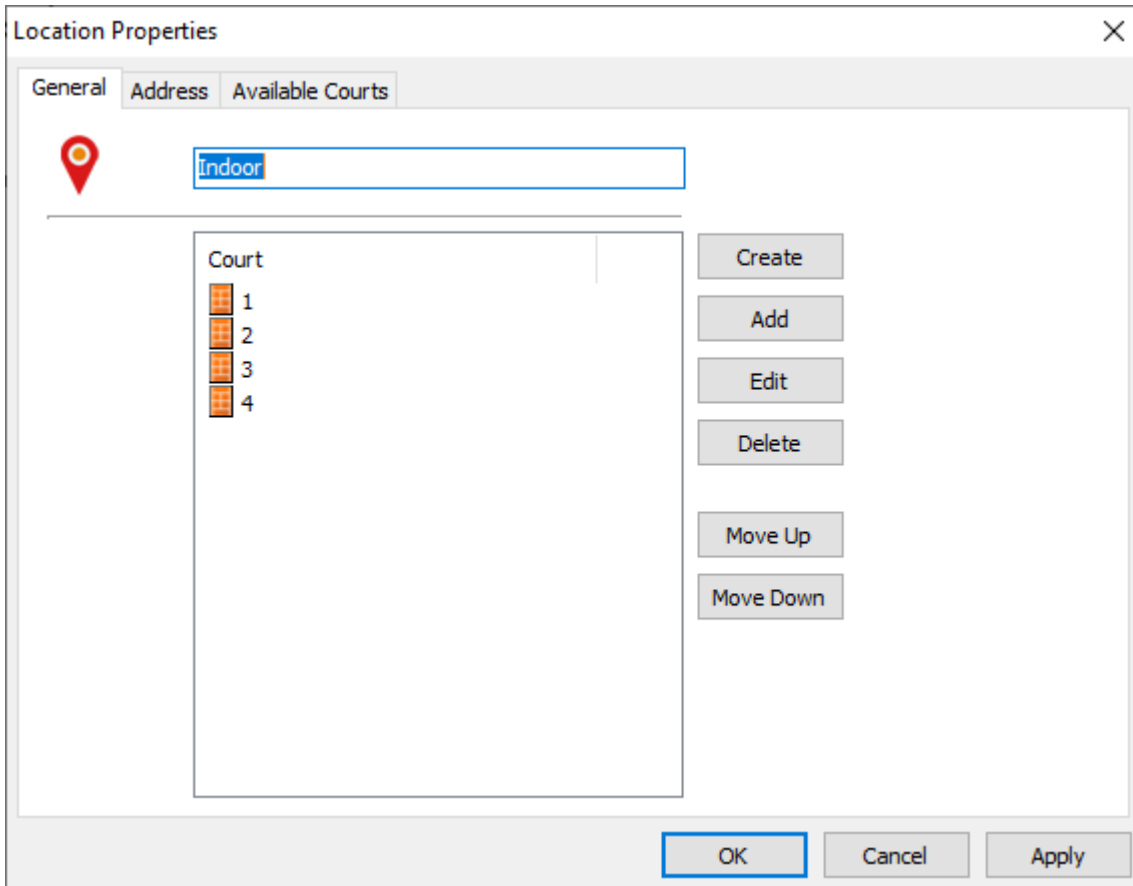 Location Properties
General Address Available Courts
Indoor
Court
1
2
3
4
Create
Add
Edit
Delete
Move Up
Move Down
OK Cancel Apply